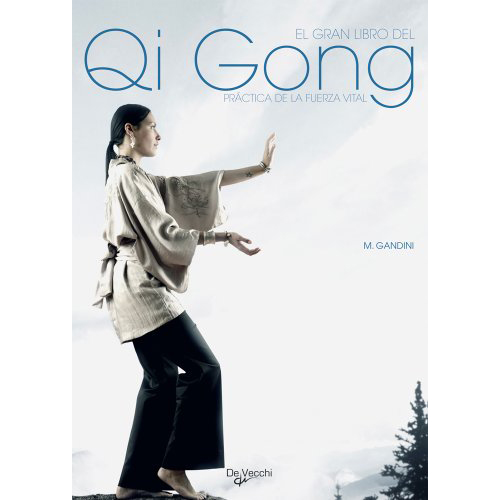 EL GRAN LIBRO DEL
Qi Gong
PRÁCTICA DE LA FUERZA VITAL
M. GANDINI
De Vecchi